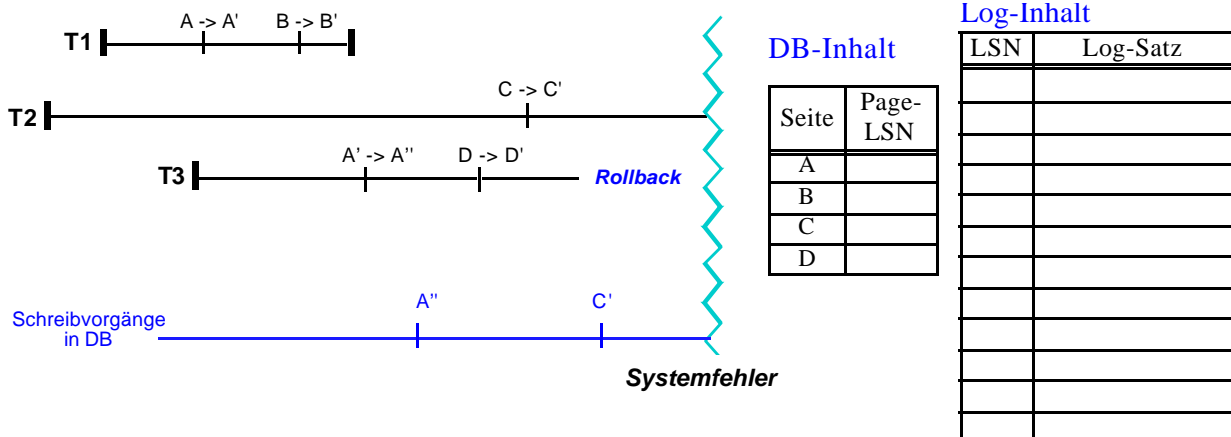 T1
A -> A'
B -> B'
T2
C -> C'
T3
A' -> A''
D -> D'
Rollback
Schreibvorgänge
in DB
A''
C'
Systemfehler
DB-Inhalt
Seite
Page-
LSN
A
B
C
D
Log-Inhalt
LSN
Log-Satz